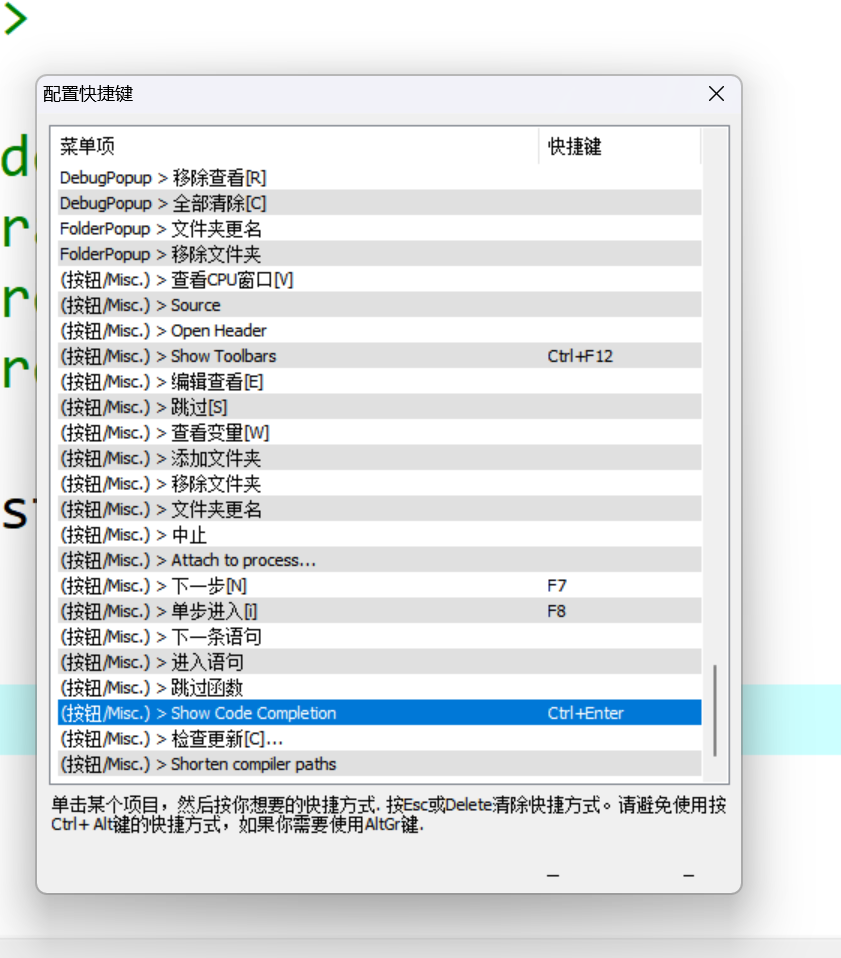 >
配置快捷键
菜单项 快捷键
DebugPopup > 移除查看[R]
DebugPopup > 全部清除[C]
FolderPopup > 文件夹更名
FolderPopup > 移除文件夹
(按钮/Misc.) > 查看CPU窗口[V]
(按钮/Misc.) > Source
(按钮/Misc.) > Open Header
(按钮/Misc.) > Show Toolbars Ctrl+F12
(按钮/Misc.) > 编辑查看[E]
(按钮/Misc.) > 跳过[S]
(按钮/Misc.) > 查看变量[W]
(按钮/Misc.) > 添加文件夹
(按钮/Misc.) > 移除文件夹
(按钮/Misc.) > 文件夹更名
(按钮/Misc.) > 中止
(按钮/Misc.) > Attach to process...
(按钮/Misc.) > 下一步[N] F7
(按钮/Misc.) > 单步进入[i] F8
(按钮/Misc.) > 下一条语句
(按钮/Misc.) > 进入语句
(按钮/Misc.) > 跳过函数
(按钮/Misc.) > Show Code Completion Ctrl+Enter
(按钮/Misc.) > 检查更新[C]...
(按钮/Misc.) > Shorten compiler paths
单击某个项目，然后按你想要的快捷方式. 按Esc或Delete清除快捷方式。请避免使用按
Ctrl+ Alt键的快捷方式，如果你需要使用AltGr键.